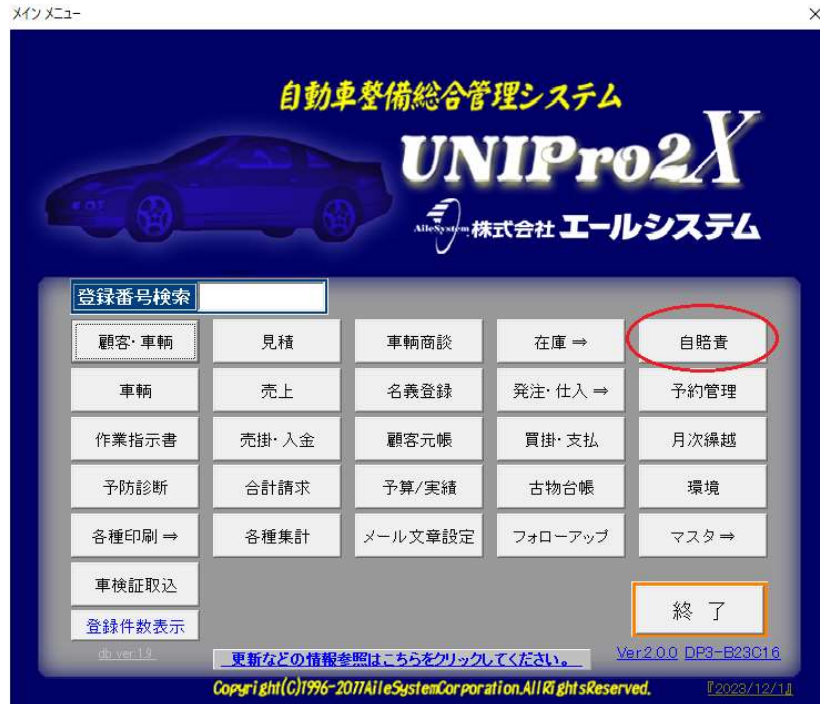 メイン メニュー
自動車整備総合管理システム
UNIPro2X
AileSystem 株式会社 エールシステム
登録番号検索
顧客・車輌 見積 車輌商談 在庫 ⇒ 自賠責
車輌 売上 名義登録 発注・仕入 ⇒ 予約管理
作業指示書 売掛・入金 顧客元帳 買掛・支払 月次繰越
予防診断 合計請求 予算/実績 古物台帳 環境
各種印刷 ⇒ 各種集計 メール文章設定 フォローアップ マスタ ⇒
車検証取込
終 了
登録件数表示
db ver.1.9 更新などの情報参照はこちらをクリックしてください。 Ver.2.0.0 DP3-B23C16
Copyright(C)1996-2017AileSystemCorporation.AllRightsReserved. 『2023/12/1』